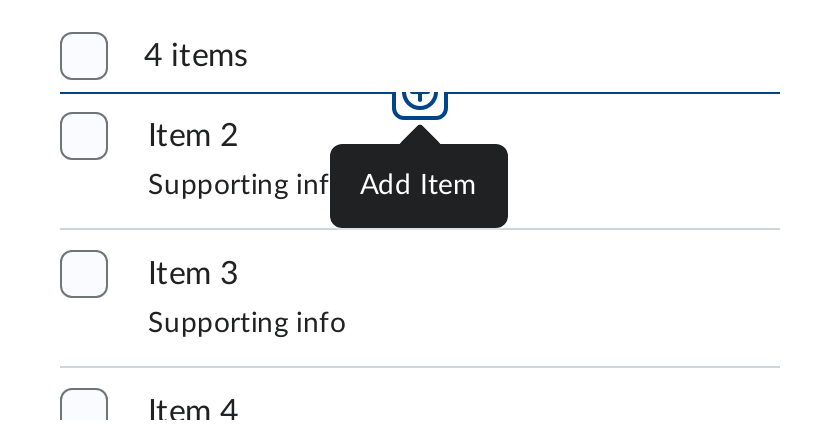 4 items
Item 2
Supporting inf
Add Item
Item 3
Supporting info
Item 4